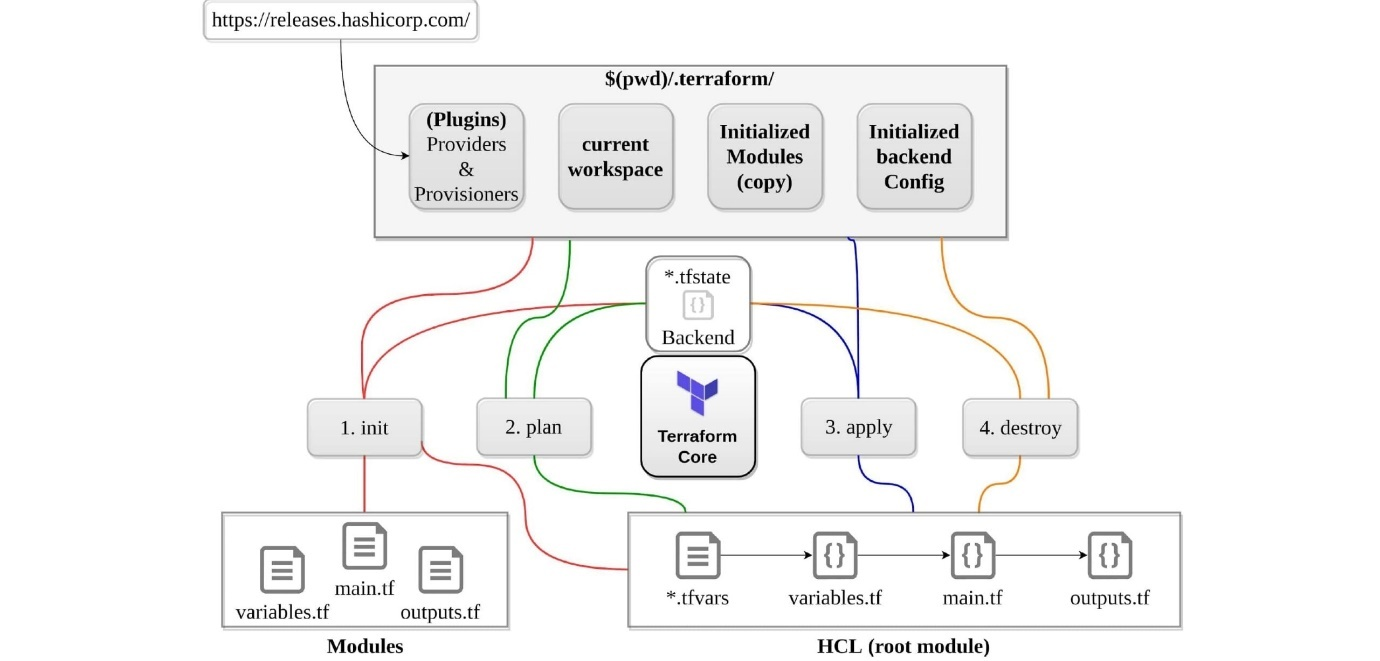 https://releases.hashicorp.com/
$(pwd)/.terraform/
(Plugins)
Providers
&
Provisioners
current
workspace
Initialized
Modules
(copy)
Initialized
backend
Config
*.tfstate
{}
Backend
Terraform
Core
1. init
2. plan
3. apply
4. destroy
variables.tf
main.tf
outputs.tf
Modules
{}
{}
{}
*.tfvars
variables.tf
main.tf
outputs.tf
HCL (root module)